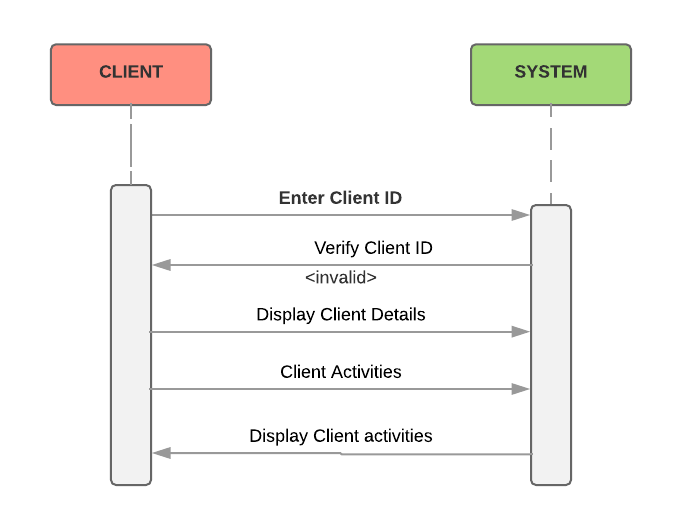 CLIENT
SYSTEM
Enter Client ID
Verify Client ID
<invalid>
Display Client Details
Client Activities
Display Client activities